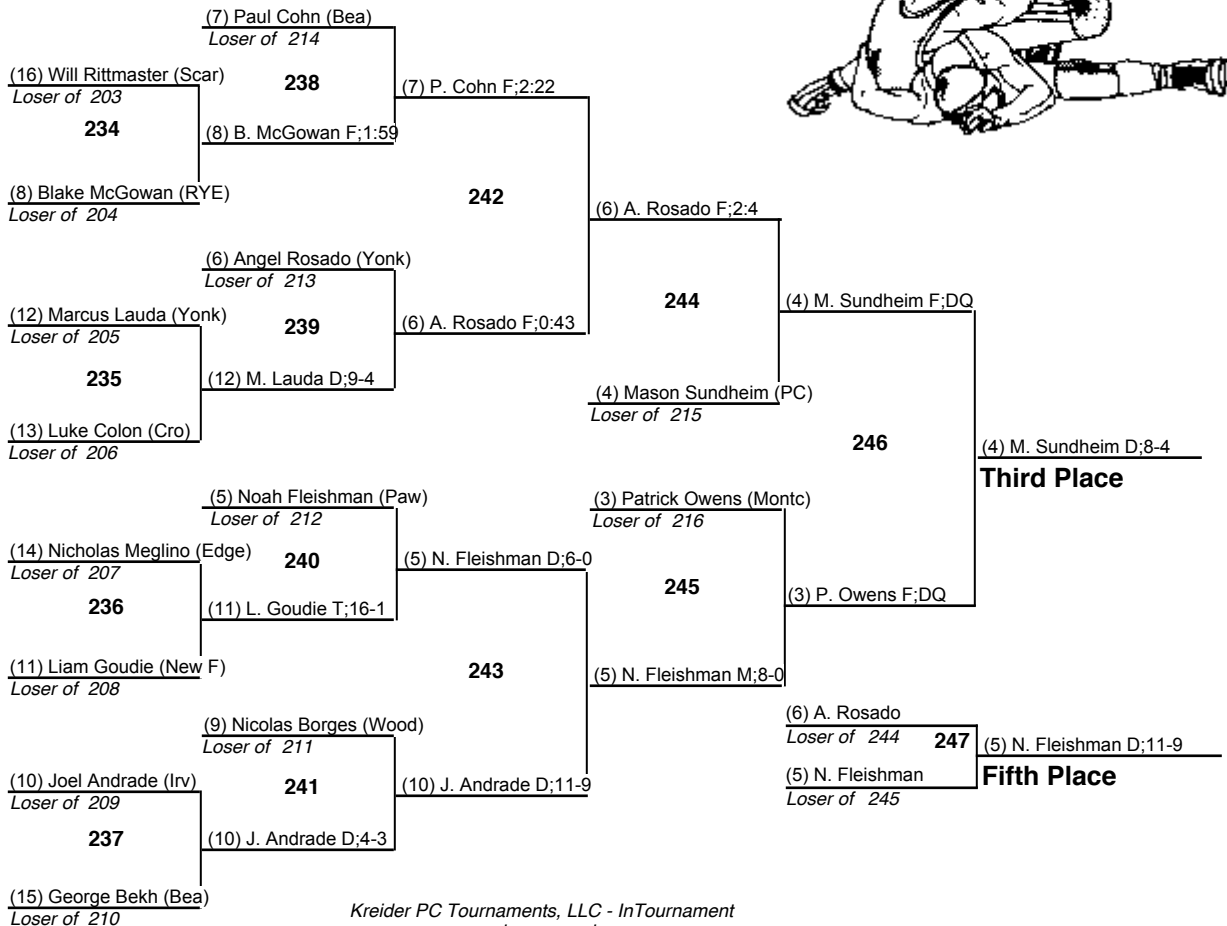 (7) Paul Cohn (Bea)
Loser of 214
(16) Will Rittmaster (Scar)
Loser of 203
238
(7) P. Cohn F;2:22
234
(8) B. McGowan F;1:59
(8) Blake McGowan (RYE)
Loser of 204
242
(6) A. Rosado F;2:4
(6) Angel Rosado (Yonk)
Loser of 213
(12) Marcus Lauda (Yonk)
Loser of 205
239
(6) A. Rosado F;0:43
244
(4) M. Sundheim F;DQ
235
(12) M. Lauda D;9-4
(4) Mason Sundheim (PC)
Loser of 215
(13) Luke Colon (Cro)
Loser of 206
246
(4) M. Sundheim D;8-4
Third Place
(5) Noah Fleishman (Paw)
Loser of 212
(3) Patrick Owens (Montc)
Loser of 216
(14) Nicholas Meglino (Edge)
Loser of 207
240
(5) N. Fleishman D;6-0
245
(3) P. Owens F;DQ
236
(11) L. Goudie T;16-1
(11) Liam Goudie (New F)
Loser of 208
243
(5) N. Fleishman M;8-0
(9) Nicolas Borges (Wood)
Loser of 211
(6) A. Rosado
Loser of 244
247
(5) N. Fleishman D;11-9
Fifth Place
(5) N. Fleishman
Loser of 245
(10) Joel Andrade (Irv)
Loser of 209
241
(10) J. Andrade D;11-9
237
(10) J. Andrade D;4-3
(15) George Bekh (Bea)
Loser of 210
Kreider PC Tournaments, LLC - InTournament